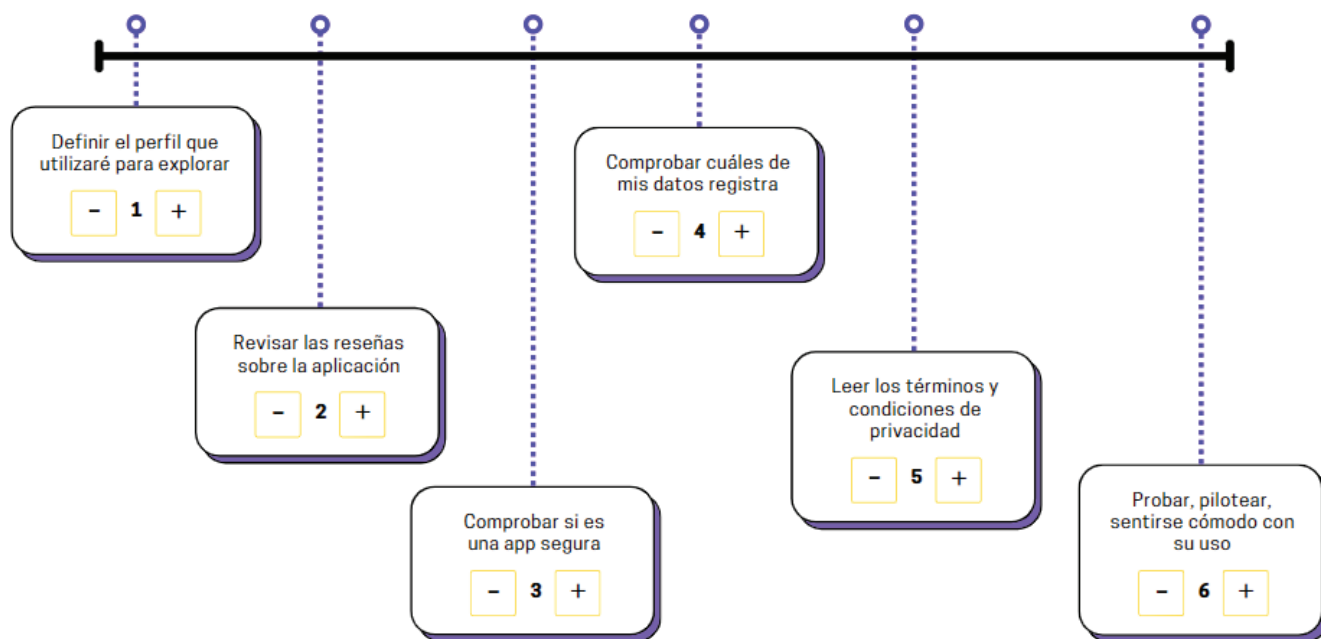 Definir el perfil que
utilizaré para explorar
– 1 +
Revisar las reseñas
sobre la aplicación
– 2 +
Comprobar si es
una app segura
– 3 +
Comprobar cuáles de
mis datos registra
– 4 +
Leer los términos y
condiciones de
privacidad
– 5 +
Probar, pilotear,
sentirse cómodo con
su uso
– 6 +